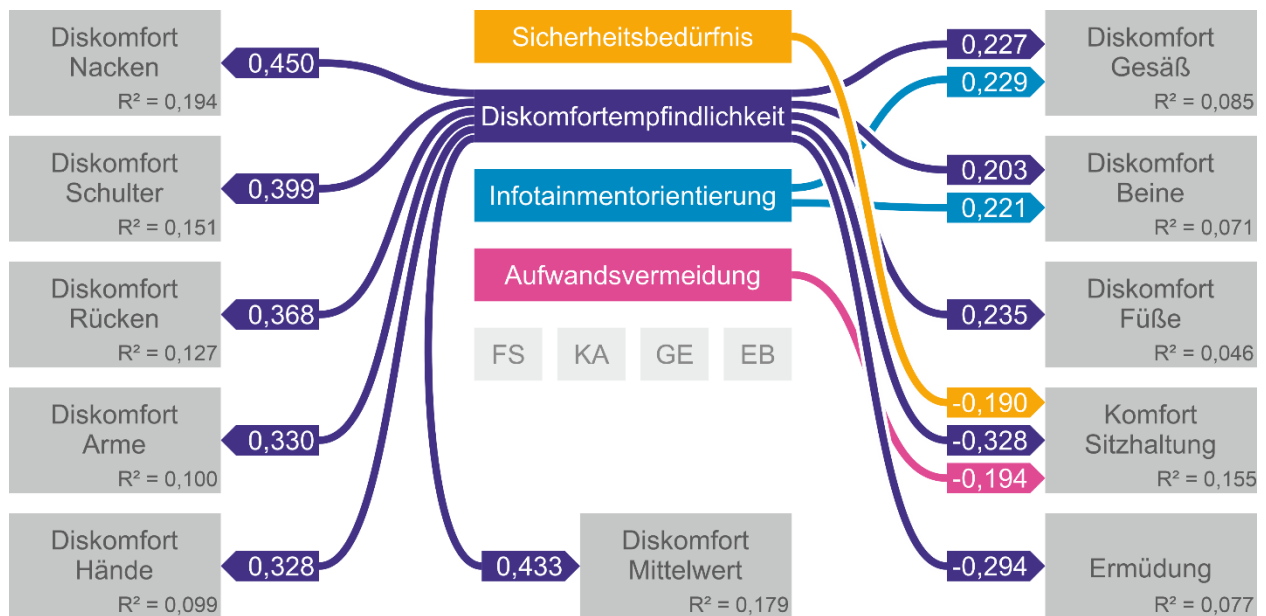 Diskomfort
Nacken
R² = 0,194
0,450
Diskomfort
Schulter
R² = 0,151
0,399
Diskomfort
Rücken
R² = 0,127
0,368
Diskomfort
Arme
R² = 0,100
0,330
Diskomfort
Hände
R² = 0,099
0,328
Sicherheitsbedürfnis
Diskomfortempfindlichkeit
Infotainmentorientierung
Aufwandsvermeidung
FS KA GE EB
0,433
Diskomfort
Mittelwert
R² = 0,179
0,227
0,229
Diskomfort
Gesäß
R² = 0,085
0,203
0,221
Diskomfort
Beine
R² = 0,071
0,235
Diskomfort
Füße
R² = 0,046
-0,190
-0,328
-0,194
Komfort
Sitzhaltung
R² = 0,155
-0,294
Ermüdung
R² = 0,077